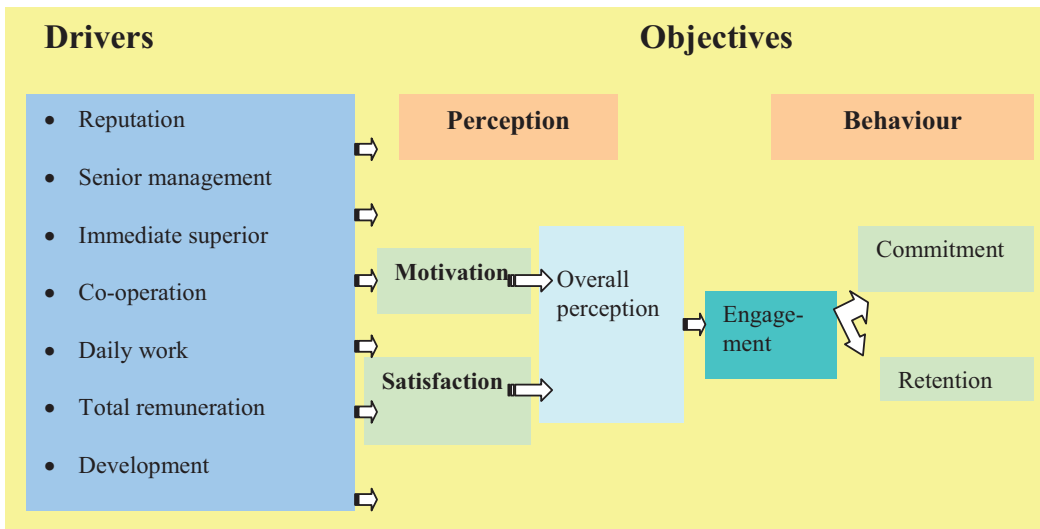 Drivers
Objectives
• Reputation
• Senior management
• Immediate superior
• Co-operation
• Daily work
• Total remuneration
• Development
Perception
Motivation
Satisfaction
Overall
perception
Engage-
ment
Behaviour
Commitment
Retention